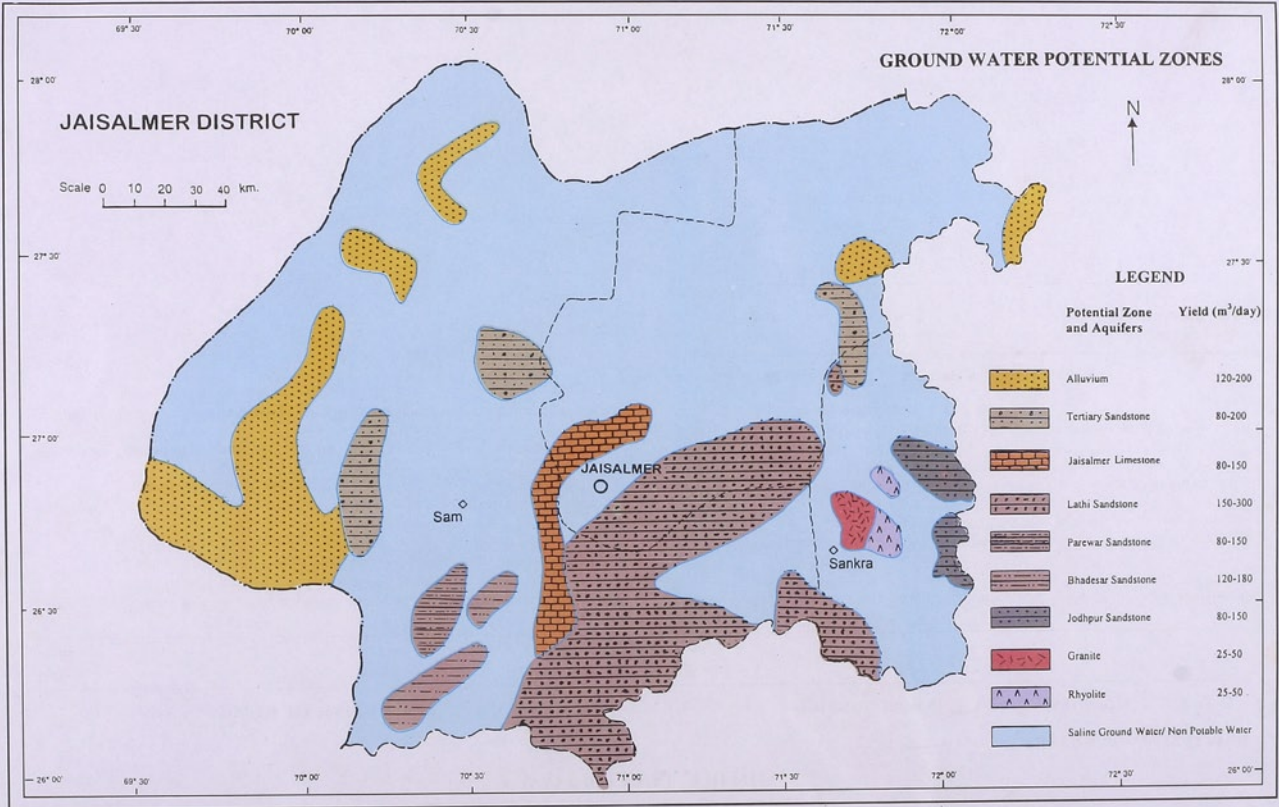 69° 30'
70° 00'
70° 30'
71° 00'
71° 30'
72° 00'
72° 30'
GROUND WATER POTENTIAL ZONES
28° 00'
28° 00'
JAISALMER DISTRICT
N
Scale 0 10 20 30 40 km.
27° 30'
27° 30'
LEGEND
Potential Zone and Aquifers
Yield (m³/day)
Alluvium 120-200
Tertiary Sandstone 80-200
Jaisalmer Limestone 80-150
Lathi Sandstone 150-300
Parewar Sandstone 80-150
Bhadesar Sandstone 120-180
Jodhpur Sandstone 80-150
Granite 25-50
Rhyolite 25-50
Saline Ground Water/ Non Potable Water
27° 00'
JAISALMER
Sam
Sankra
26° 30'
26° 00'
26° 00'
69° 30'
70° 00'
70° 30'
71° 00'
71° 30'
72° 00'
72° 30'